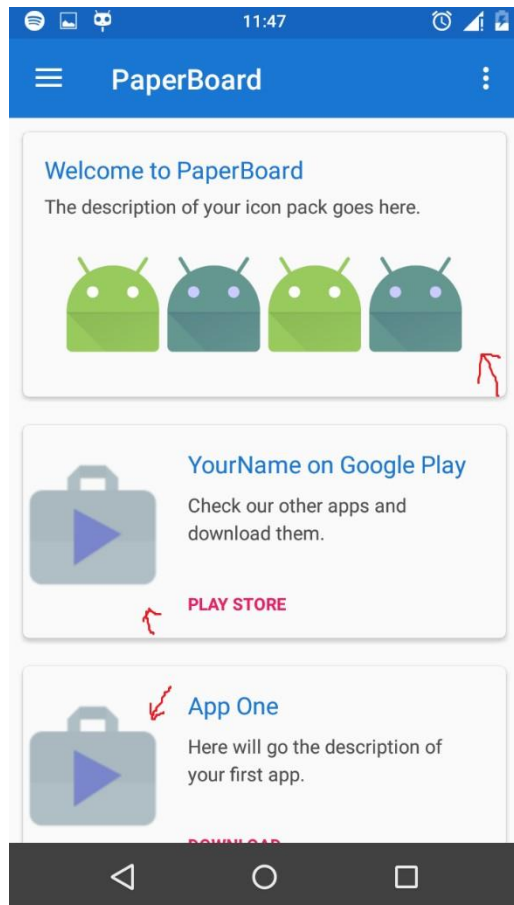 11:47
PaperBoard
Welcome to PaperBoard
The description of your icon pack goes here.
YourName on Google Play
Check our other apps and
download them.
PLAY STORE
App One
Here will go the description of
your first app.
DOWNLOAD